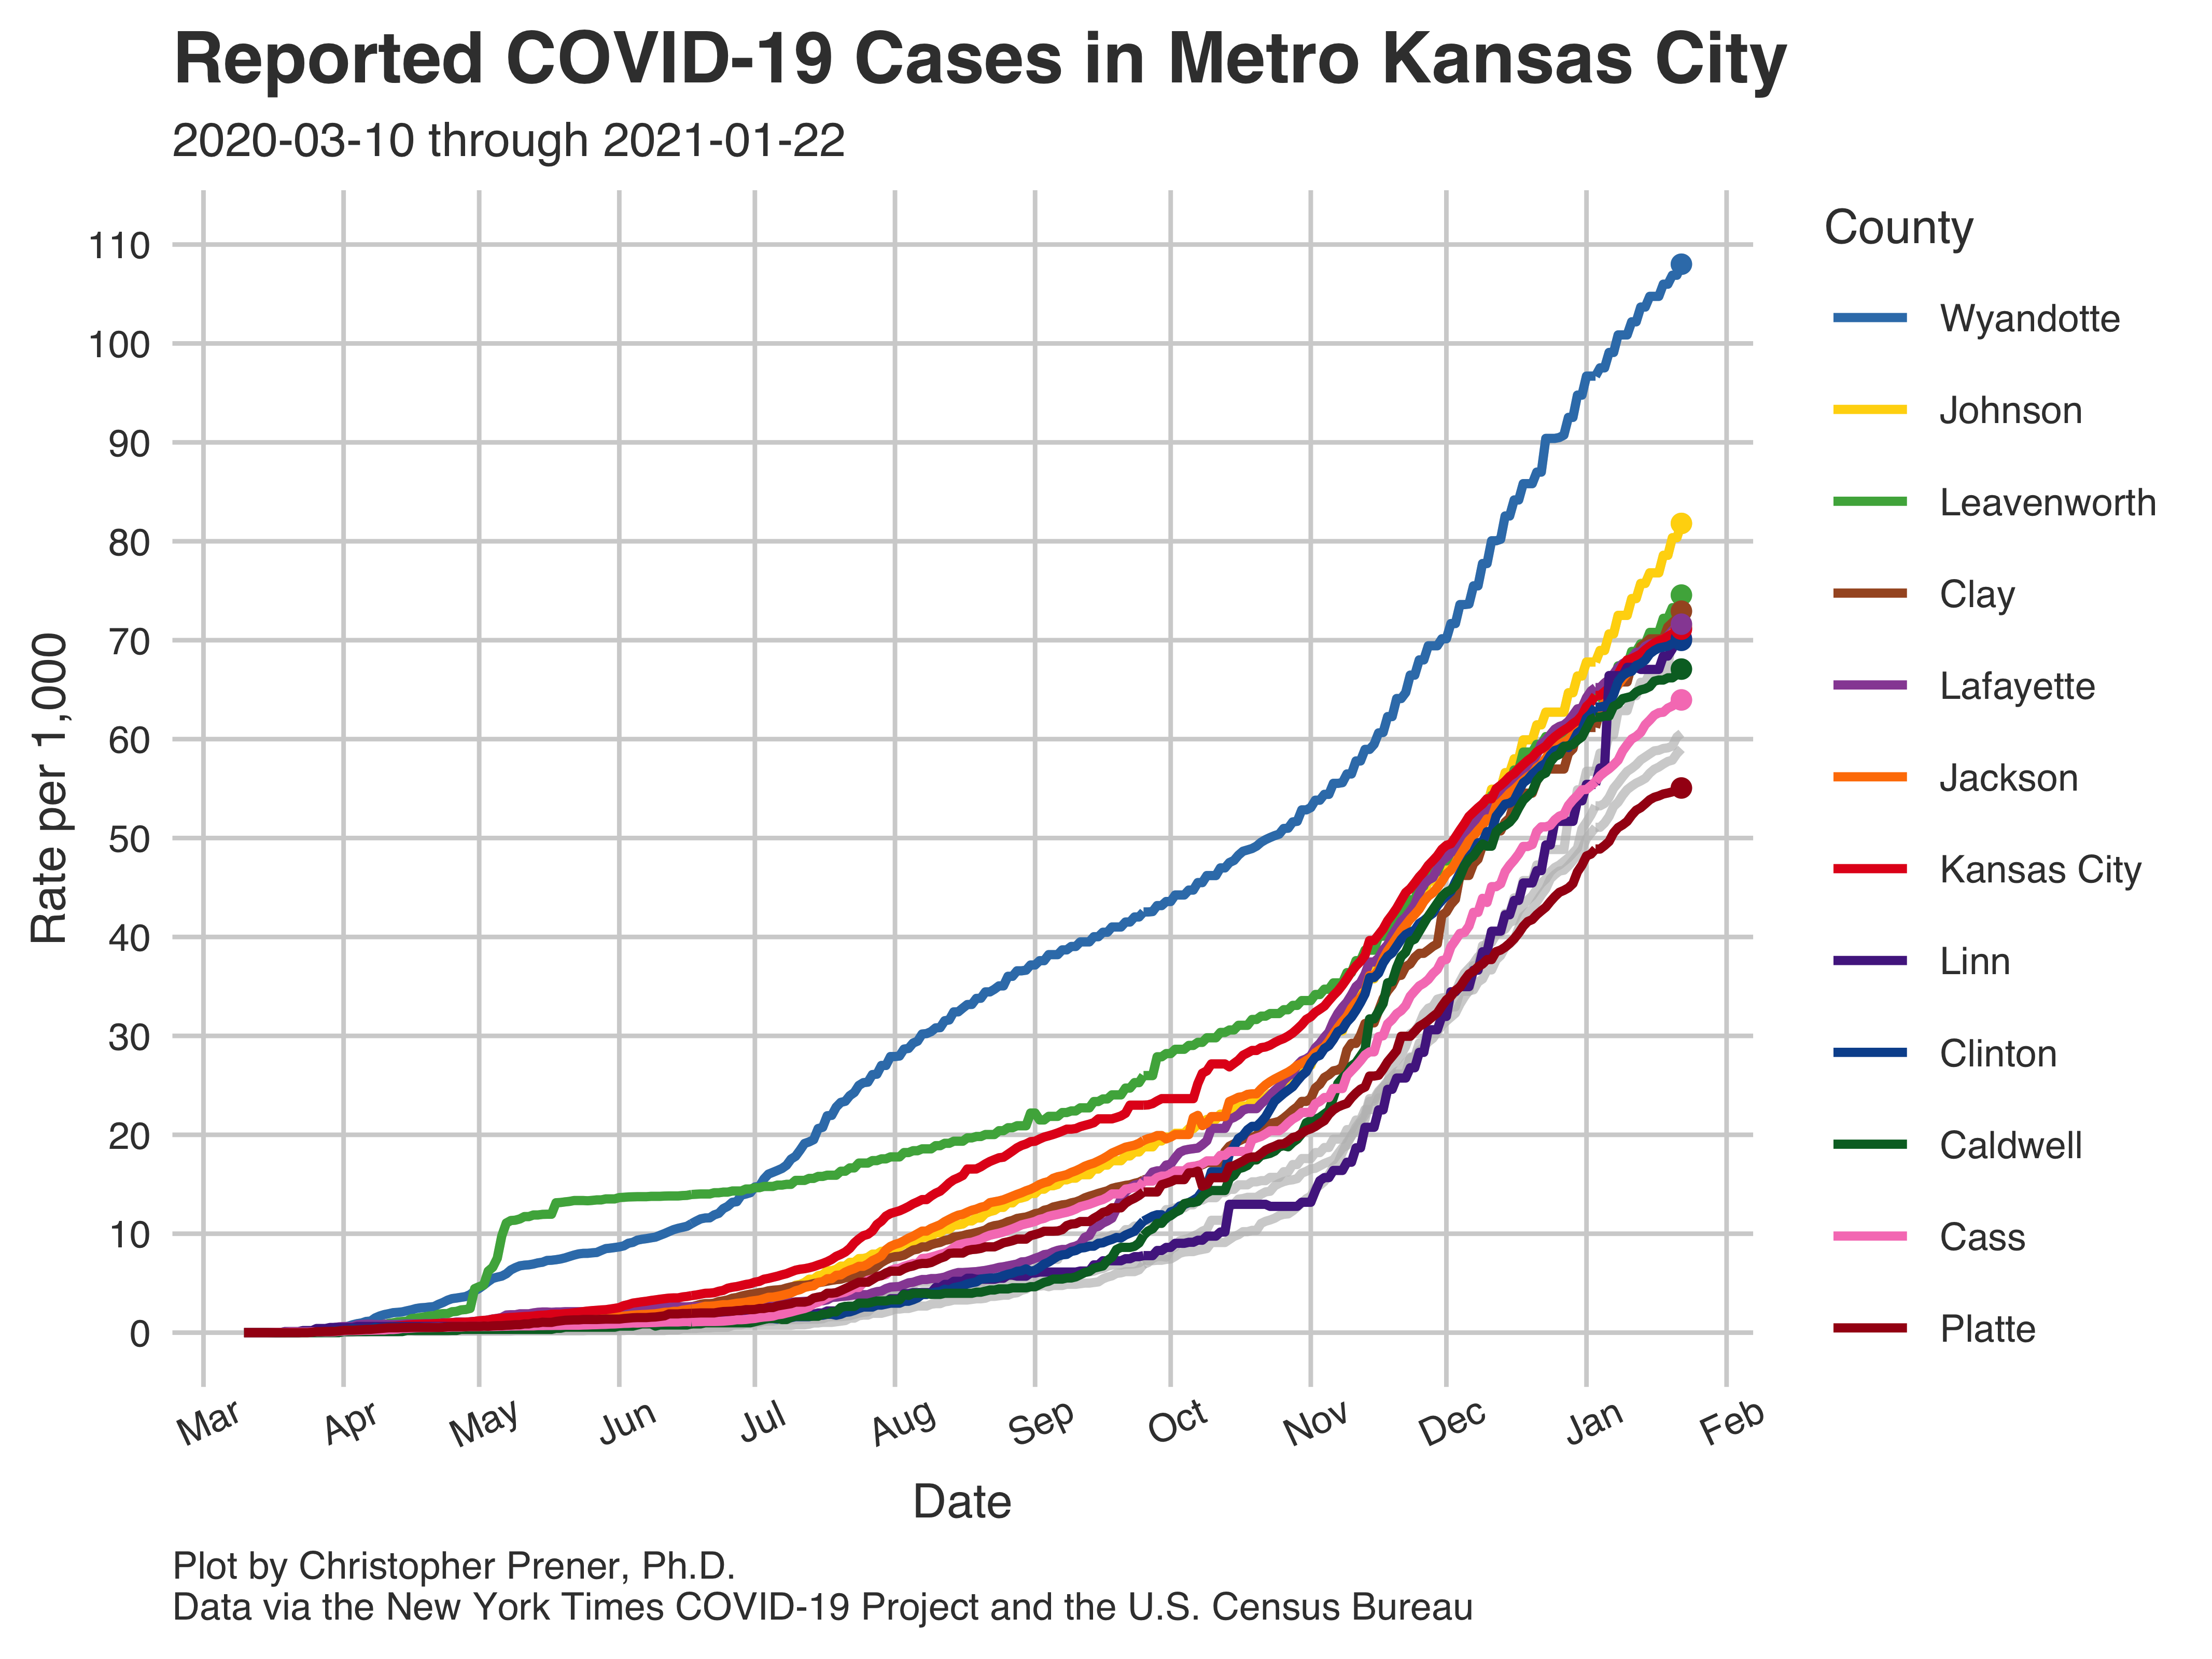 Reported COVID-19 Cases in Metro Kansas City
2020-03-10 through 2021-01-22
Rate per 1,000
110
100
90
80
70
60
50
40
30
20
10
0
Mar Apr May Jun Jul Aug Sep Oct Nov Dec Jan Feb
Date
County
Wyandotte
Johnson
Leavenworth
Clay
Lafayette
Jackson
Kansas City
Linn
Clinton
Caldwell
Cass
Platte
Plot by Christopher Prener, Ph.D.
Data via the New York Times COVID-19 Project and the U.S. Census Bureau